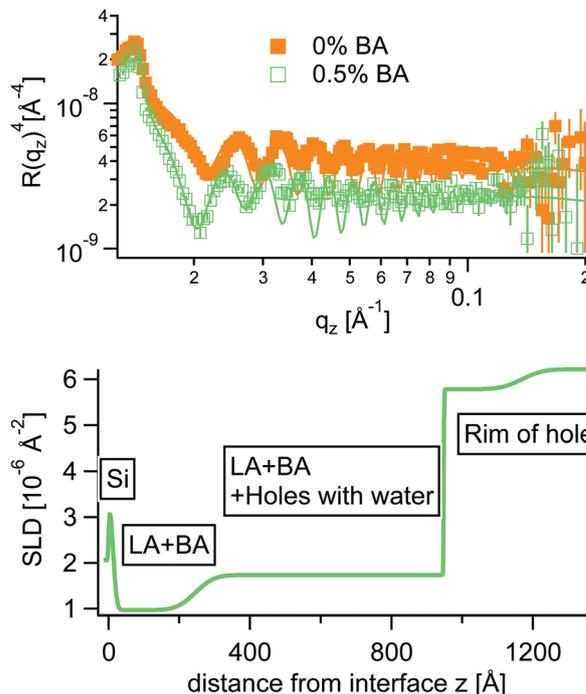 4
2
10-8
6
4
2
10-9
R(qz)4[Å-4]
0% BA
0.5% BA
2 3 4 5 6 7 8 9 0.1 2
qz [Å-1]
6
5
4
3
2
1
SLD [10-6 Å-2]
Si
LA+BA
LA+BA
+Holes with water
Rim of hole
0 400 800 1200
distance from interface z [Å]